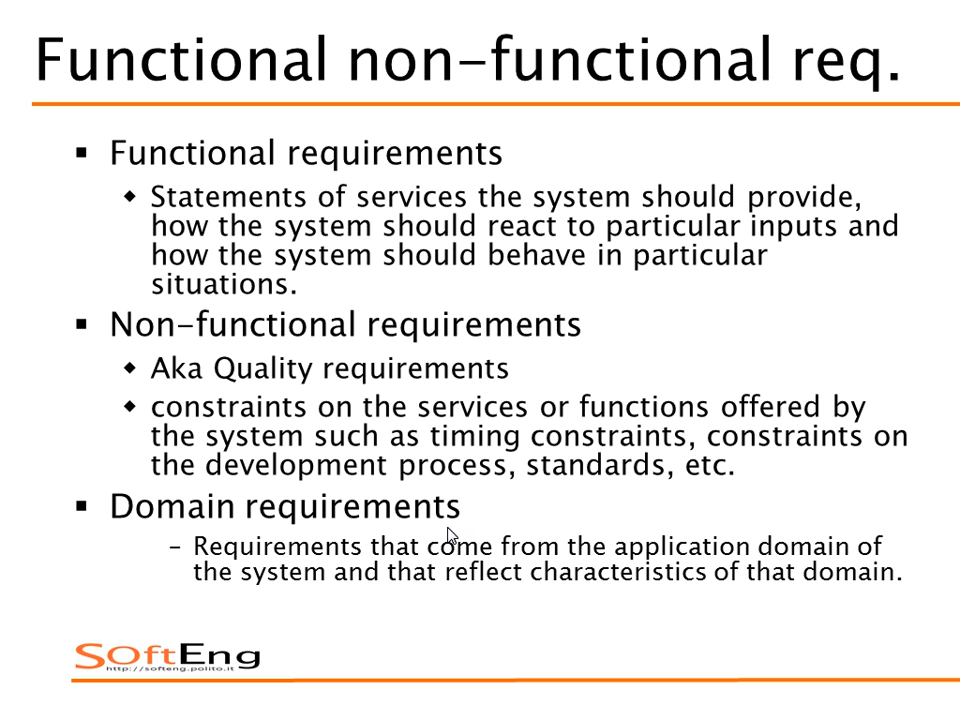 Functional non-functional req.
▪ Functional requirements
◆ Statements of services the system should provide,
how the system should react to particular inputs and
how the system should behave in particular
situations.
▪ Non-functional requirements
◆ Aka Quality requirements
◆ constraints on the services or functions offered by
the system such as timing constraints, constraints on
the development process, standards, etc.
▪ Domain requirements
– Requirements that come from the application domain of
the system and that reflect characteristics of that domain.
SOftEng
http://softeng.polito.it